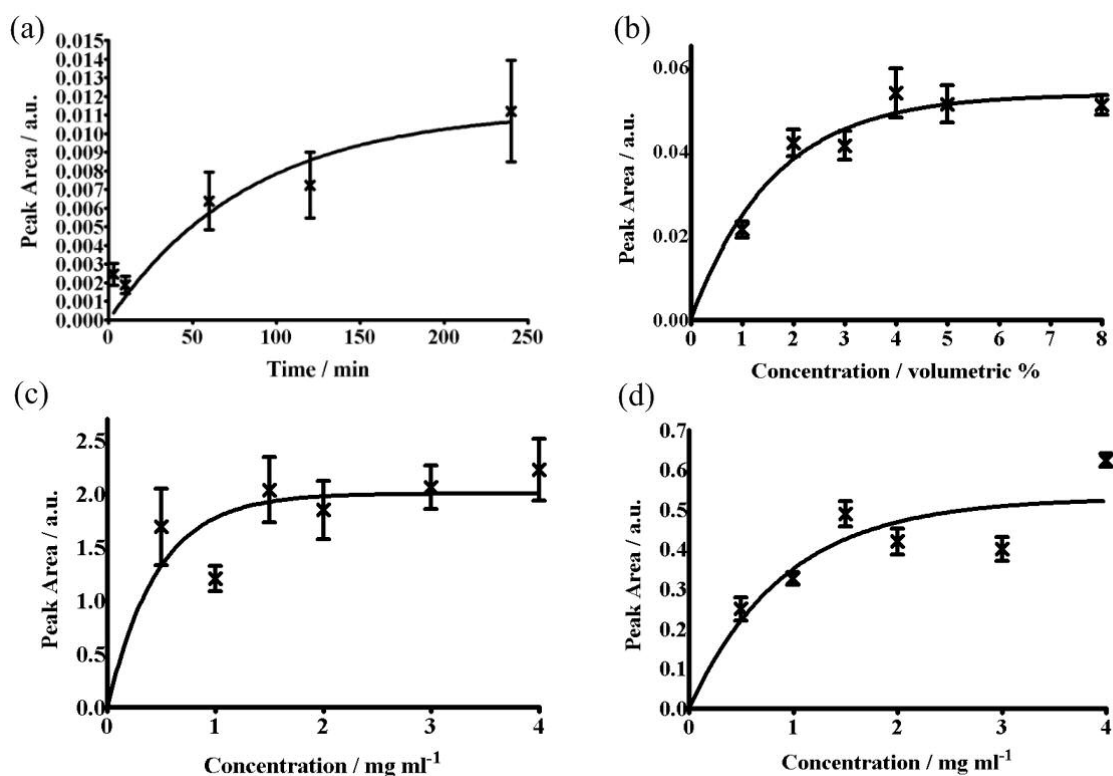 (a)
0.015
0.014
0.013
0.012
0.011
0.010
0.009
0.008
0.007
0.006
0.005
0.004
0.003
0.002
0.001
0.000
Peak Area / a.u.
0 50 100 150 200 250
Time / min
(b)
0.06
0.04
0.02
0.00
Peak Area / a.u.
0 1 2 3 4 5 6 7 8
Concentration / volumetric %
(c)
2.5
2.0
1.5
1.0
0.5
0.0
Peak Area / a.u.
0 1 2 3 4
Concentration / mg ml⁻¹
(d)
0.7
0.6
0.5
0.4
0.3
0.2
0.1
0.0
Peak Area / a.u.
0 1 2 3 4
Concentration / mg ml⁻¹